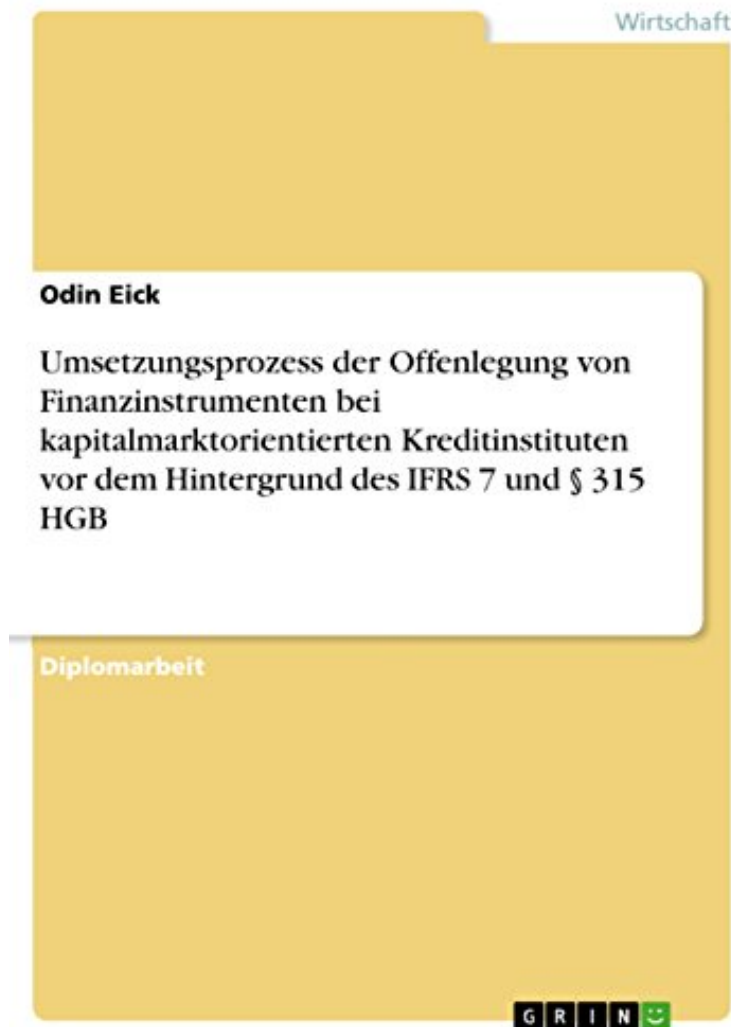 Wirtschaft
Odin Eick
Umsetzungsprozess der Offenlegung von
Finanzinstrumenten bei
kapitalmarktorientierten Kreditinstituten
vor dem Hintergrund des IFRS 7 und § 315
HGB
Diplomarbeit
GRIN